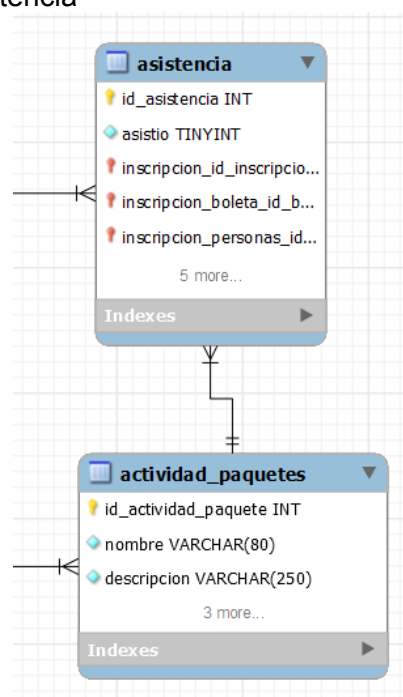 tencia
asistencia
id_asistencia INT
asistio TINYINT
inscripcion_id_inscripcio...
inscripcion_boleta_id_b...
inscripcion_personas_id...
5 more...
Indexes
actividad_paquetes
id_actividad_paquete INT
nombre VARCHAR(80)
descripcion VARCHAR(250)
3 more...
Indexes